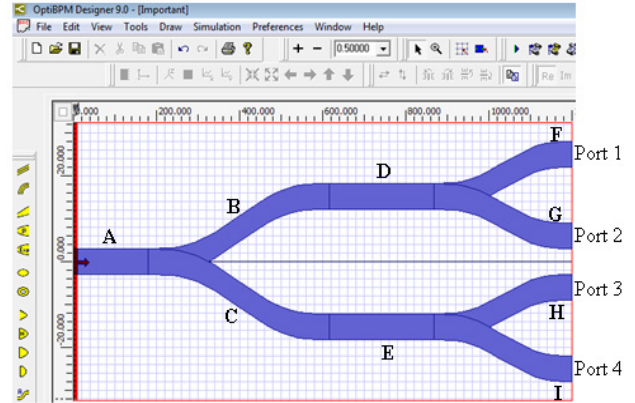 OptiBPM Designer 9.0 - [Important]
File Edit View Tools Draw Simulation Preferences Window Help
0.50000
Re Im
0.000 200.000 400.000 600.000 800.000 1000.000
20.000
0.000
-20.000
A
B
C
D
E
F
Port 1
G
Port 2
Port 3
H
Port 4
I